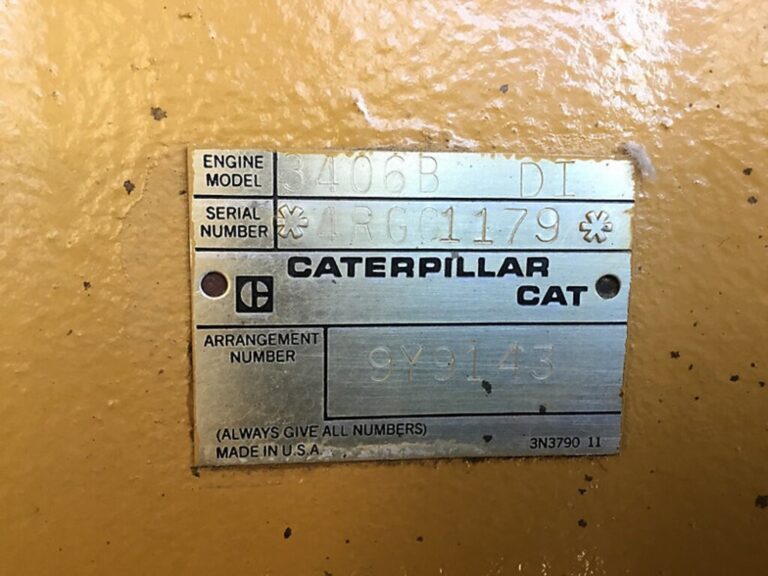 ENGINE MODEL 3406B DI
SERIAL NUMBER *4RG01179*
CATERPILLAR
CAT
ARRANGEMENT NUMBER 9Y9143
(ALWAYS GIVE ALL NUMBERS)
MADE IN U.S.A. 3N3790 11